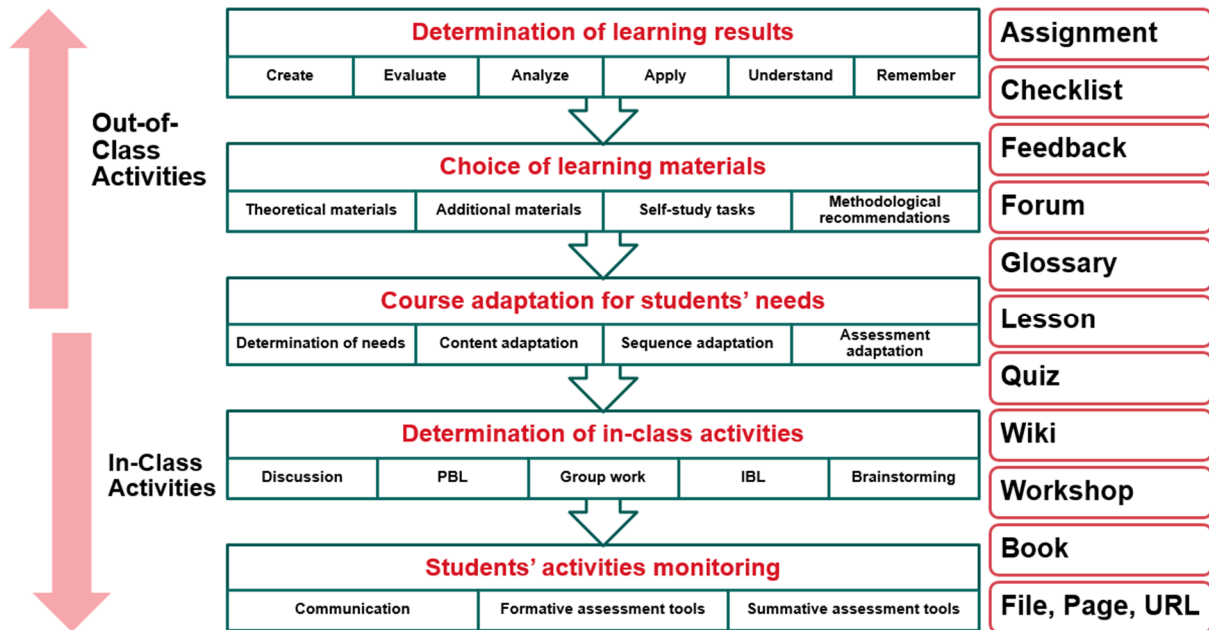 Determination of learning results
Create
Evaluate
Analyze
Apply
Understand
Remember
Out-of-
Class
Activities
Choice of learning materials
Theoretical materials
Additional materials
Self-study tasks
Methodological
recommendations
Course adaptation for students’ needs
Determination of needs
Content adaptation
Sequence adaptation
Assessment
adaptation
In-Class
Activities
Determination of in-class activities
Discussion
PBL
Group work
IBL
Brainstorming
Students’ activities monitoring
Communication
Formative assessment tools
Summative assessment tools
Assignment
Checklist
Feedback
Forum
Glossary
Lesson
Quiz
Wiki
Workshop
Book
File, Page, URL